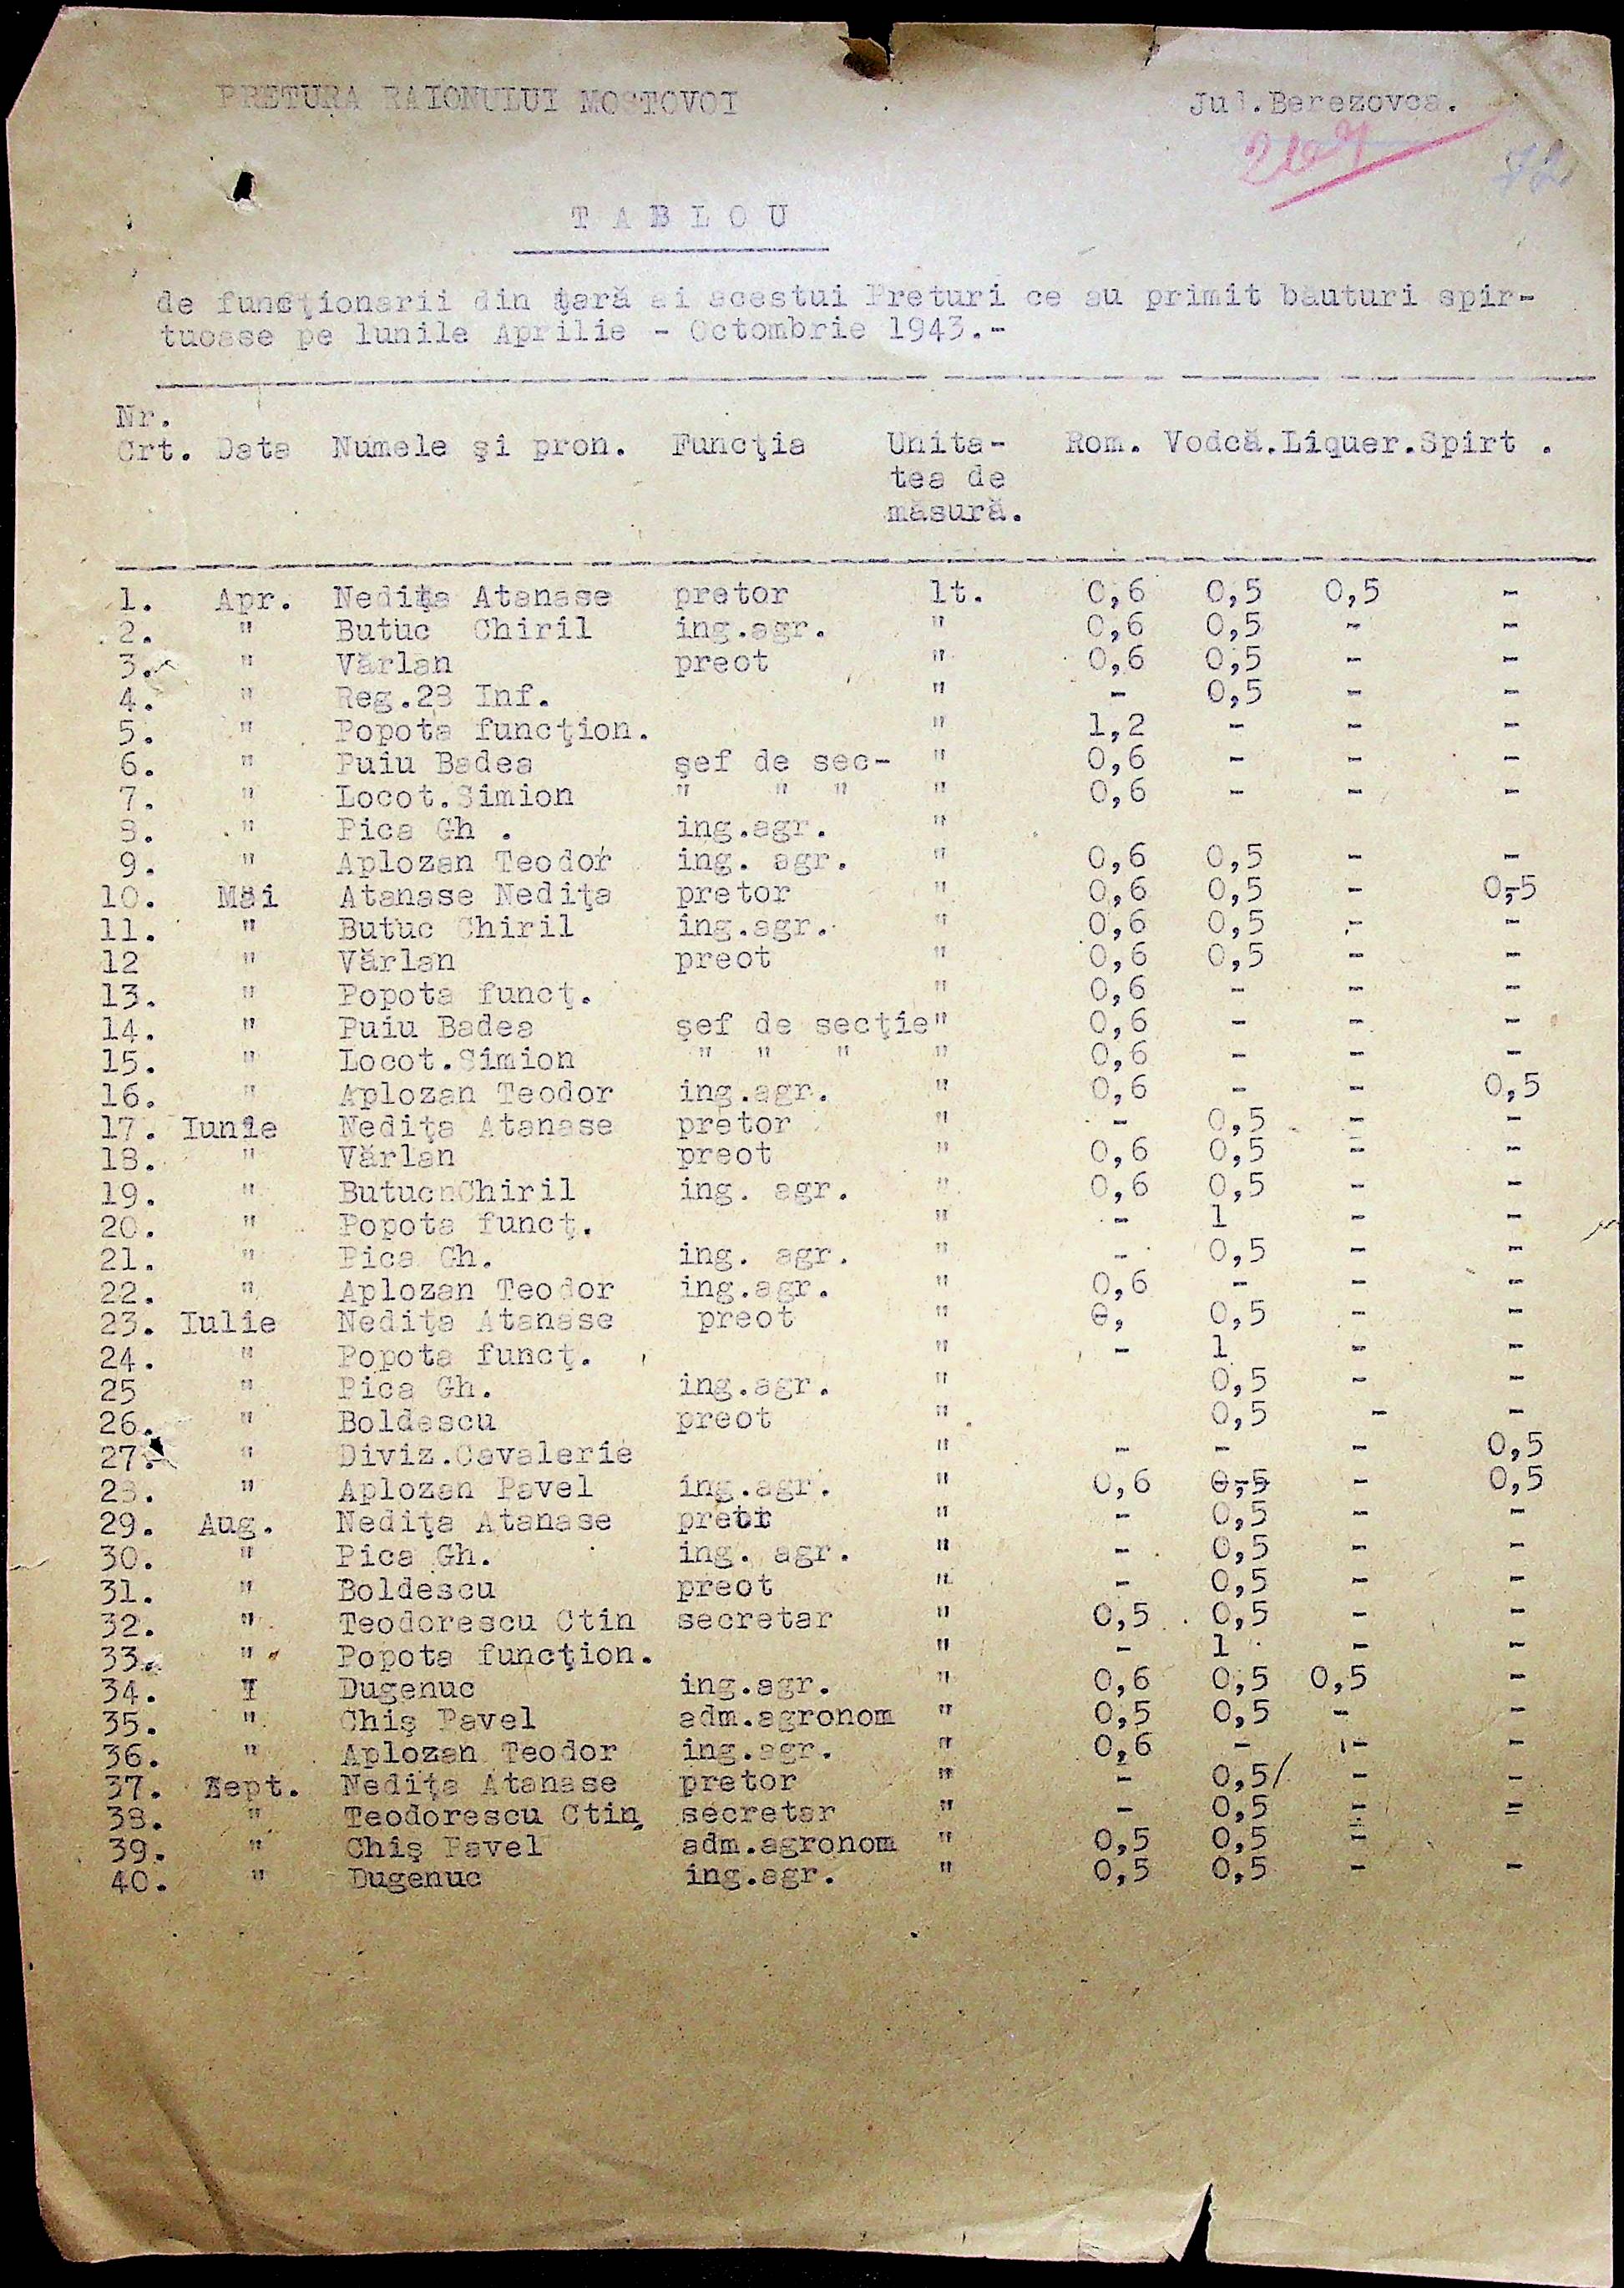 PRETURA RAIONULUI MOSTOVOI Jud.Berezovca.
267 72
T A B L O U
de funcţionarii din ţară ai acestui Preturi ce au primit băuturi spir-
tuoase pe lunile Aprilie - Octombrie 1943.-
Nr.
Crt. Data Numele şi pron. Funcţia Unita- Rom. Vodcă. Liquer. Spirt .
tea de
măsură.
1. Apr. Nediţa Atanase pretor lt. 0,6 0,5 0,5 -
2. " Butuc Chiril ing.agr. " 0,6 0,5 - -
3. " Vărlan preot " 0,6 0,5 - -
4. " Reg.28 Inf. " - 0,5 - -
5. " Popota funcţion. " 1,2 - - -
6. " Puiu Badea şef de sec- " 0,6 - - -
7. " Locot.Simion " " " " 0,6 - - -
8. " Pica Gh . ing.agr. "
9. " Aplozan Teodor ing. agr. " 0,6 0,5 - -
10. Mai Atanase Nediţa pretor " 0,6 0,5 - 0,5
11. " Butuc Chiril ing.agr. " 0,6 0,5 - -
12 " Vărlan preot " 0,6 0,5 - -
13. " Popota funcţ. " 0,6 - - -
14. " Puiu Badea şef de secţie " 0,6 - - -
15. " Locot.Simion " " " " 0,6 - - -
16. " Aplozan Teodor ing.agr. " 0,6 - - 0,5
17. Iunie Nediţa Atanase pretor " - 0,5 - -
18. " Vărlan preot " 0,6 0,5 - -
19. " ButucnChiril ing. agr. " 0,6 0,5 - -
20. " Popota funcţ. " - 1 - -
21. " Pica Gh. ing. agr. " - 0,5 - -
22. " Aplozan Teodor ing.agr. " 0,6 - - -
23. Iulie Nediţa Atanase preot " 0, 0,5 - -
24. " Popota funcţ. " - 1 - -
25 " Pica Gh. ing.agr. " 0,5 - -
26. " Boldescu preot " 0,5 - -
27. " Diviz.Cavalerie " - - - 0,5
28. " Aplozan Pavel ing.agr. " 0,6 0,5 - 0,5
29. Aug. Nediţa Atanase pretr " - 0,5 - -
30. " Pica Gh. ing. agr. " - 0,5 - -
31. " Boldescu preot " - 0,5 - -
32. " Teodorescu Ctin secretar " 0,5 0,5 - -
33. " Popota funcţion. " - 1 - -
34. " Dugenuc ing.agr. " 0,6 0,5 0,5 -
35. " Chiş Pavel adm.agronom " 0,5 0,5 - -
36. " Aplozan Teodor ing.agr. " 0,6 - - -
37. Sept. Nediţa Atanase pretor " - 0,5/ - -
38. " Teodorescu Ctin, secretar " - 0,5 - -
39. " Chiş Pavel adm.agronom " 0,5 0,5 -
40. " Dugenuc ing.agr. " 0,5 0,5 - -